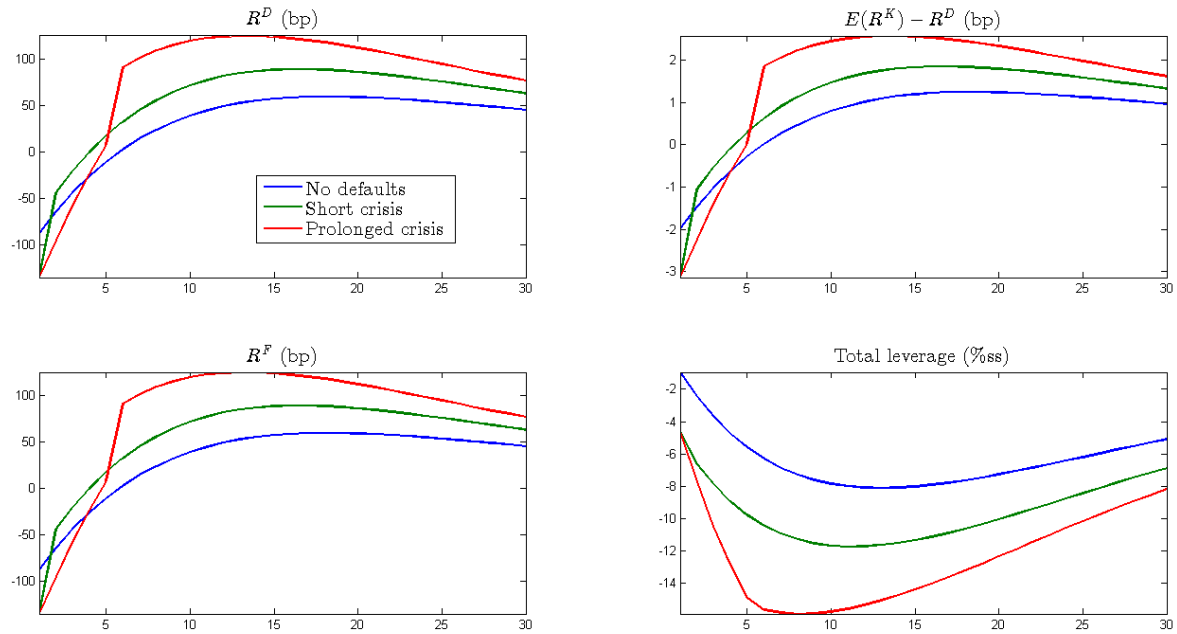 R^D (bp)
100
50
0
-50
-100
5 10 15 20 25 30
No defaults
Short crisis
Prolonged crisis
E(R^K) − R^D (bp)
2
1
0
-1
-2
-3
5 10 15 20 25 30
R^F (bp)
100
50
0
-50
-100
5 10 15 20 25 30
Total leverage (%ss)
-2
-4
-6
-8
-10
-12
-14
5 10 15 20 25 30